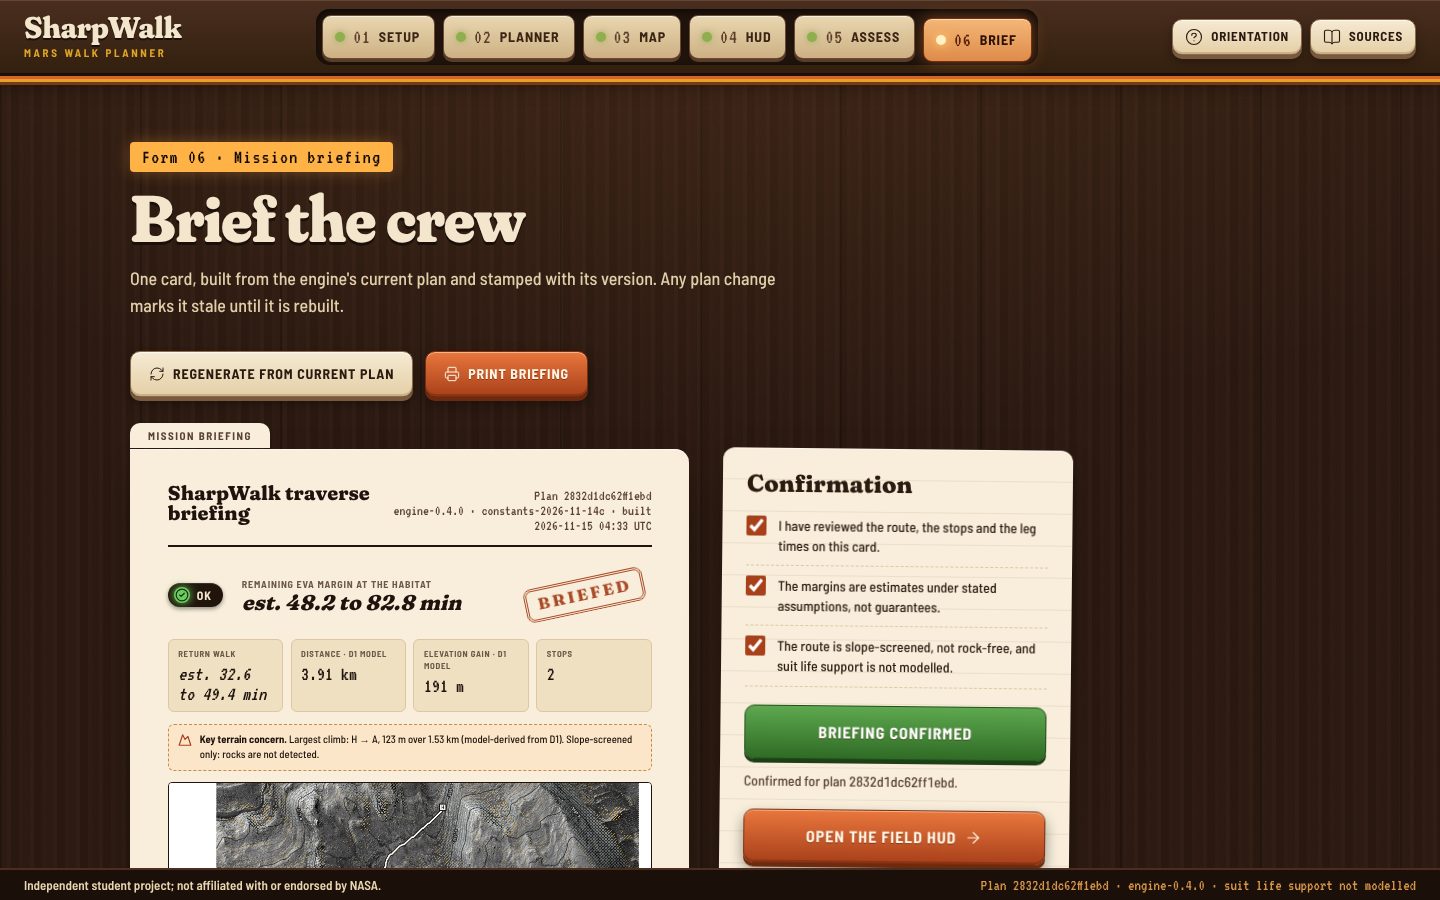 SharpWalk
MARS WALK PLANNER
01 SETUP
02 PLANNER
03 MAP
04 HUD
05 ASSESS
06 BRIEF
ORIENTATION
SOURCES
Form 06 · Mission briefing
Brief the crew
One card, built from the engine's current plan and stamped with its version. Any plan change
marks it stale until it is rebuilt.
REGENERATE FROM CURRENT PLAN
PRINT BRIEFING
MISSION BRIEFING
SharpWalk traverse
briefing
Plan 2832d1dc62ff1ebd
engine-0.4.0 · constants-2026-11-14c · built
2026-11-15 04:33 UTC
OK
REMAINING EVA MARGIN AT THE HABITAT
est. 48.2 to 82.8 min
BRIEFED
RETURN WALK
est. 32.6
to 49.4 min
DISTANCE · D1 MODEL
3.91 km
ELEVATION GAIN · D1
MODEL
191 m
STOPS
2
Key terrain concern. Largest climb: H → A, 123 m over 1.53 km (model-derived from D1). Slope-screened
only: rocks are not detected.
Confirmation
I have reviewed the route, the stops and the leg
times on this card.
The margins are estimates under stated
assumptions, not guarantees.
The route is slope-screened, not rock-free, and
suit life support is not modelled.
BRIEFING CONFIRMED
Confirmed for plan 2832d1dc62ff1ebd.
OPEN THE FIELD HUD →
Independent student project; not affiliated with or endorsed by NASA.
Plan 2832d1dc62ff1ebd · engine-0.4.0 · suit life support not modelled